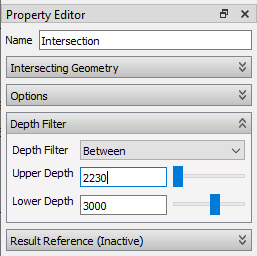 Property Editor
Name Intersection
Intersecting Geometry
Options
Depth Filter
Depth Filter Between
Upper Depth 2230
Lower Depth 3000
Result Reference (Inactive)